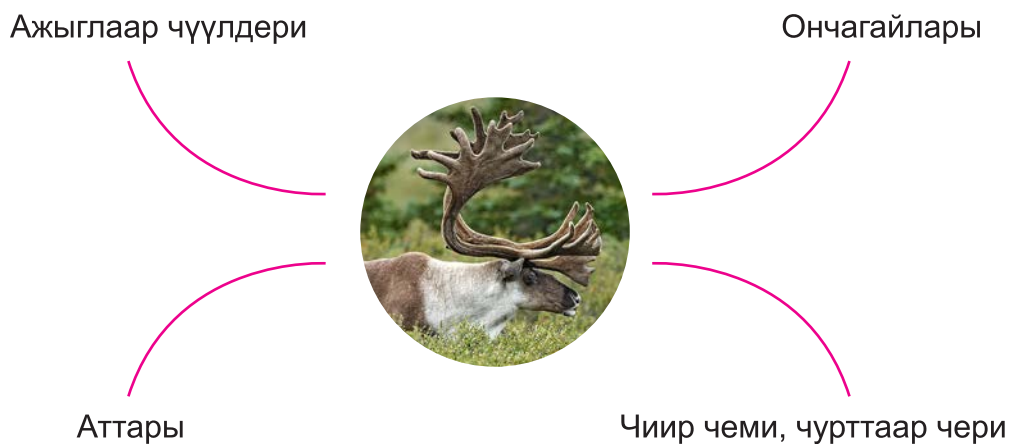 Ажыглаар чүүлдери
Ончагайлары
Аттары
Чиир чеми, чурттаар чери